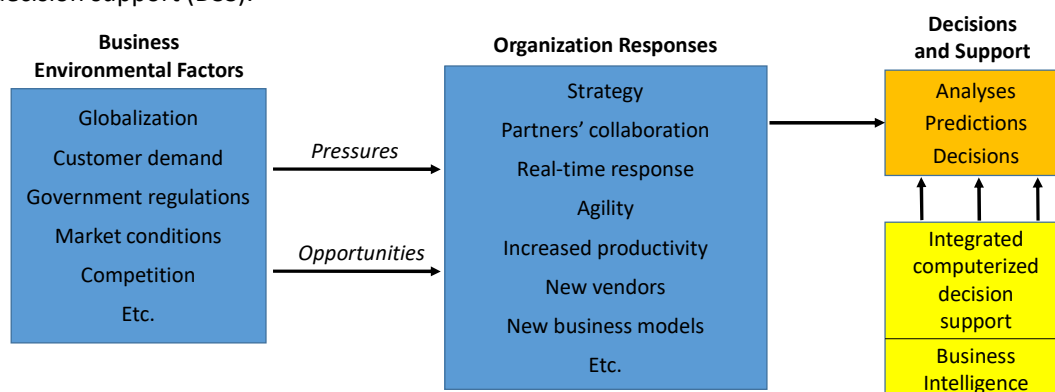 decision support (DSS).
Business
Environmental Factors
Globalization
Customer demand
Government regulations
Market conditions
Competition
Etc.
Pressures
Opportunities
Organization Responses
Strategy
Partners’ collaboration
Real-time response
Agility
Increased productivity
New vendors
New business models
Etc.
Decisions
and Support
Analyses
Predictions
Decisions
Integrated
computerized
decision
support
Business
Intelligence